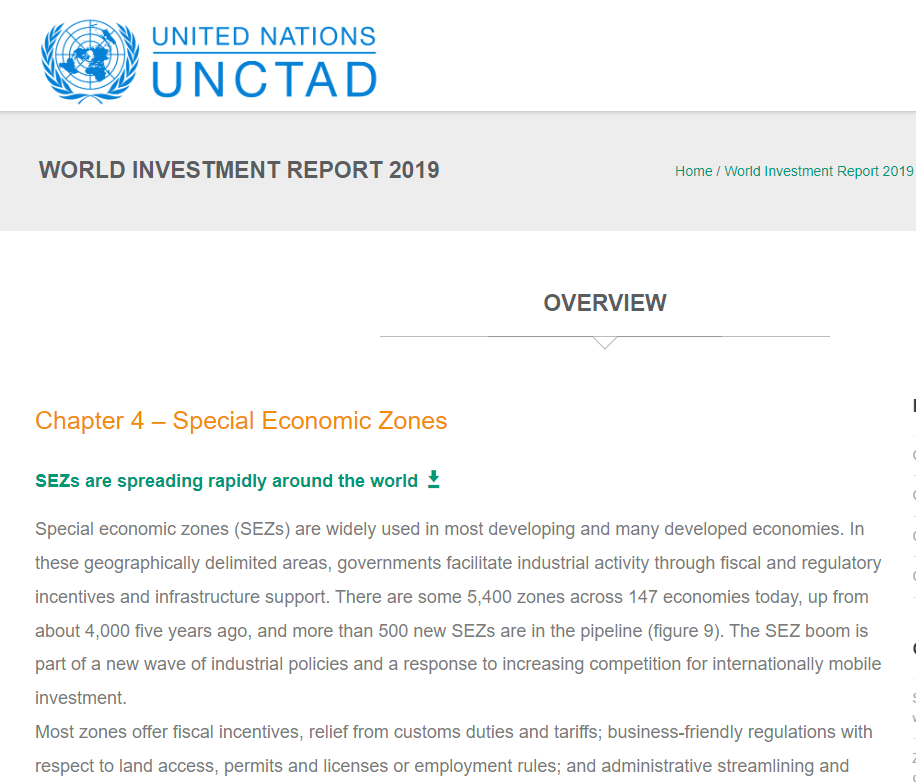 UNITED NATIONS
UNCTAD
WORLD INVESTMENT REPORT 2019
Home / World Investment Report 2019
OVERVIEW
Chapter 4 – Special Economic Zones
SEZs are spreading rapidly around the world
Special economic zones (SEZs) are widely used in most developing and many developed economies. In
these geographically delimited areas, governments facilitate industrial activity through fiscal and regulatory
incentives and infrastructure support. There are some 5,400 zones across 147 economies today, up from
about 4,000 five years ago, and more than 500 new SEZs are in the pipeline (figure 9). The SEZ boom is
part of a new wave of industrial policies and a response to increasing competition for internationally mobile
investment.
Most zones offer fiscal incentives, relief from customs duties and tariffs; business-friendly regulations with
respect to land access, permits and licenses or employment rules; and administrative streamlining and